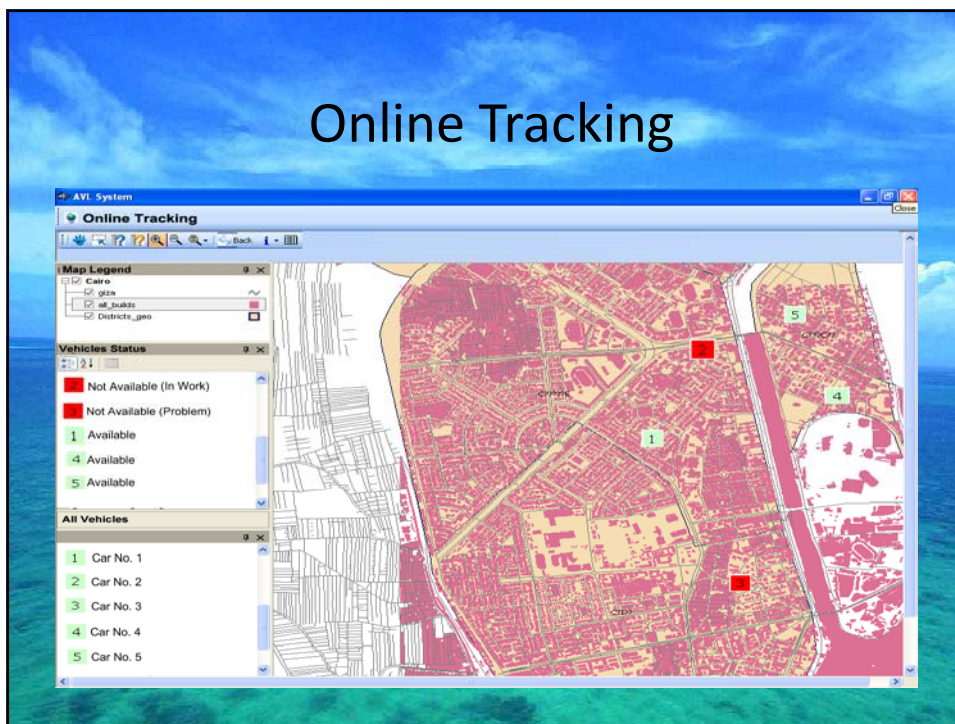 Online Tracking
AVL System
Close
Online Tracking
Back
Map Legend
Cairo
giza
all_builds
Districts_geo
Vehicles Status
2 Not Available (In Work)
3 Not Available (Problem)
1 Available
4 Available
5 Available
All Vehicles
1 Car No. 1
2 Car No. 2
3 Car No. 3
4 Car No. 4
5 Car No. 5
5
2
4
1
3